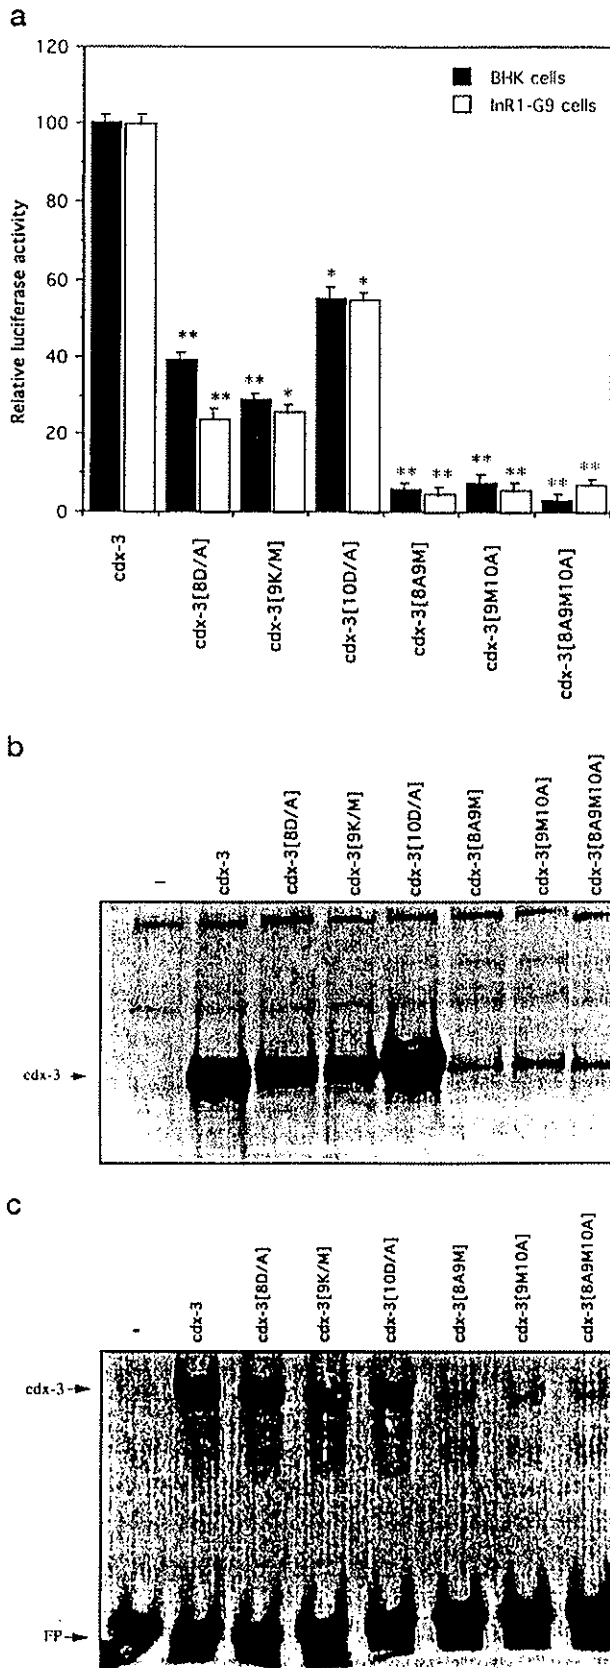 a
120
100
80
60
40
20
0
Relative luciferase activity
BHK cells
InR1-G9 cells
** ** ** * * * ** ** ** ** ** **
cdx-3
cdx-3[8D/A]
cdx-3[9K/M]
cdx-3[10D/A]
cdx-3[8A9M]
cdx-3[9M10A]
cdx-3[8A9M10A]
b
–
cdx-3
cdx-3[8D/A]
cdx-3[9K/M]
cdx-3[10D/A]
cdx-3[8A9M]
cdx-3[9M10A]
cdx-3[8A9M10A]
cdx-3
c
-
cdx-3
cdx-3[8D/A]
cdx-3[9K/M]
cdx-3[10D/A]
cdx-3[8A9M]
cdx-3[9M10A]
cdx-3[8A9M10A]
cdx-3
FP